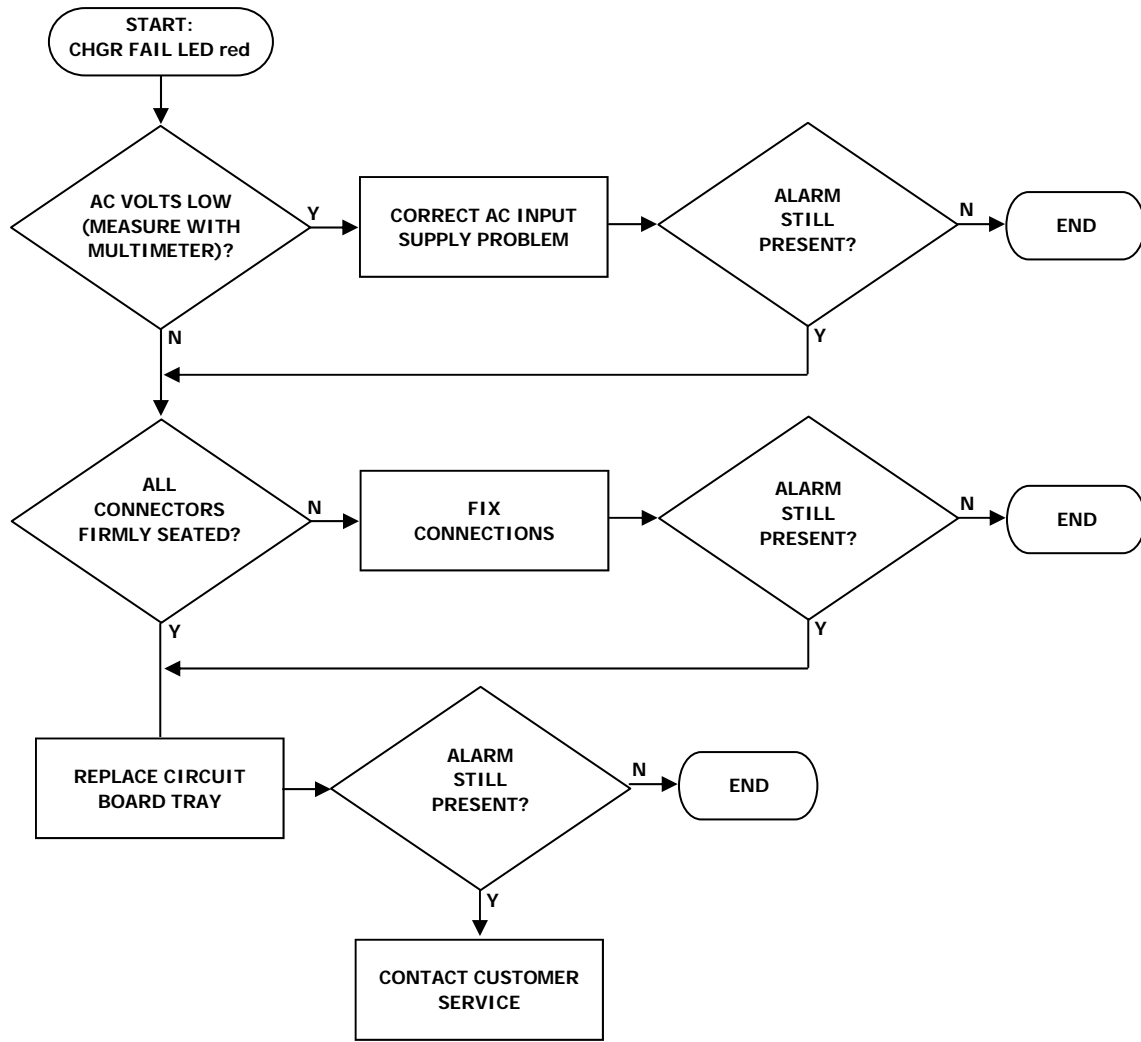 START:
CHGR FAIL LED red
AC VOLTS LOW
(MEASURE WITH
MULTIMETER)?
Y
CORRECT AC INPUT
SUPPLY PROBLEM
ALARM
STILL
PRESENT?
N
END
N
Y
ALL
CONNECTORS
FIRMLY SEATED?
N
FIX
CONNECTIONS
ALARM
STILL
PRESENT?
N
END
Y
Y
REPLACE CIRCUIT
BOARD TRAY
ALARM
STILL
PRESENT?
N
END
Y
CONTACT CUSTOMER
SERVICE